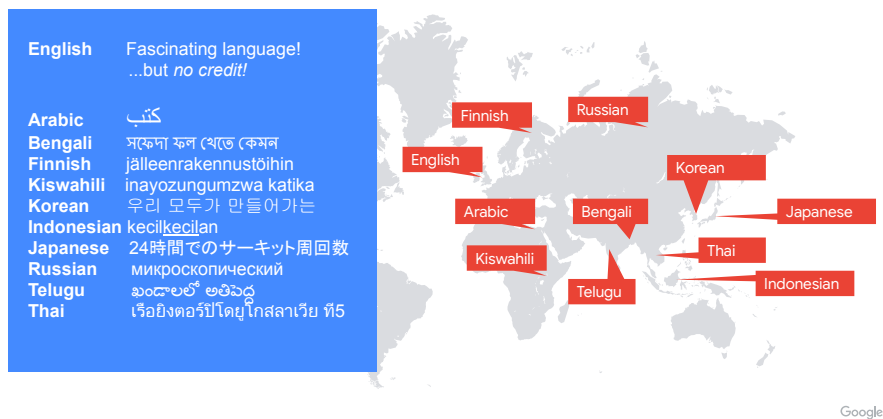 English Fascinating language!
...but no credit!
Arabic كتب
Bengali সফেদা ফল খেতে কেমন
Finnish jälleenrakennustöihin
Kiswahili inayozungumzwa katika
Korean 우리 모두가 만들어가는
Indonesian kecilkecilan
Japanese 24時間でのサーキット周回数
Russian микроскопический
Telugu ఖండాలలో అతిపెద్ద
Thai เรือยิงตอร์ปิโดยูโกสลาเวีย ที5
Finnish
Russian
English
Korean
Arabic
Bengali
Japanese
Kiswahili
Thai
Telugu
Indonesian
Google